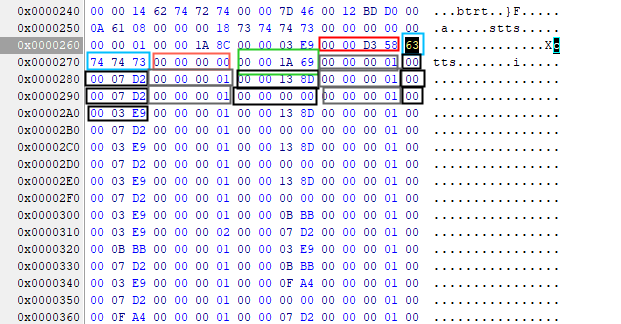 0x0000240 00 00 14 62 74 72 74 00 00 7D 46 00 12 BD D0 00 ...btrt..}F.....
0x0000250 0A 61 08 00 00 00 18 73 74 74 73 00 00 00 00 00 .a.....stts.....
0x0000260 00 00 01 00 00 1A 8C 00 00 03 E9 00 00 D3 58 63 ..............Xc
0x0000270 74 74 73 00 00 00 00 00 00 1A 69 00 00 00 01 00 tts.......i.....
0x0000280 00 07 D2 00 00 00 01 00 00 13 8D 00 00 00 01 00 ................
0x0000290 00 07 D2 00 00 00 01 00 00 00 00 00 00 00 01 00 ................
0x00002A0 00 03 E9 00 00 00 01 00 00 13 8D 00 00 00 01 00 ................
0x00002B0 00 07 D2 00 00 00 01 00 00 00 00 00 00 00 01 00 ................
0x00002C0 00 03 E9 00 00 00 01 00 00 13 8D 00 00 00 01 00 ................
0x00002D0 00 07 D2 00 00 00 01 00 00 00 00 00 00 00 01 00 ................
0x00002E0 00 03 E9 00 00 00 01 00 00 13 8D 00 00 00 01 00 ................
0x00002F0 00 07 D2 00 00 00 01 00 00 00 00 00 00 00 01 00 ................
0x0000300 00 03 E9 00 00 00 01 00 00 0B BB 00 00 00 01 00 ................
0x0000310 00 03 E9 00 00 00 02 00 00 07 D2 00 00 00 01 00 ................
0x0000320 00 0B BB 00 00 00 01 00 00 03 E9 00 00 00 01 00 ................
0x0000330 00 07 D2 00 00 00 01 00 00 0B BB 00 00 00 01 00 ................
0x0000340 00 03 E9 00 00 00 01 00 00 0F A4 00 00 00 01 00 ................
0x0000350 00 07 D2 00 00 00 01 00 00 00 00 00 00 00 01 00 ................
0x0000360 00 0F A4 00 00 00 01 00 00 07 D2 00 00 00 01 00 ................